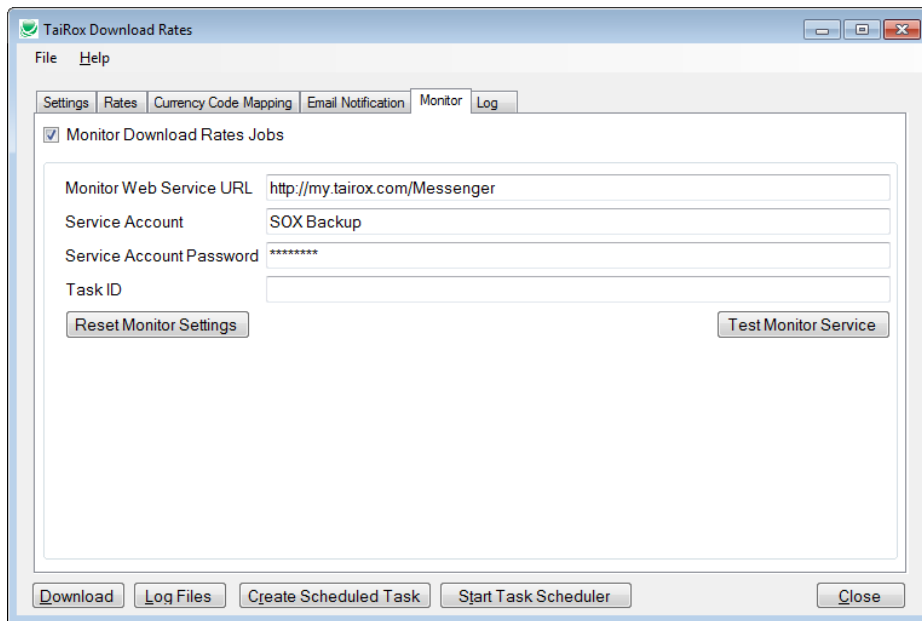 TaiRox Download Rates
File Help
Settings Rates Currency Code Mapping Email Notification Monitor Log
Monitor Download Rates Jobs
Monitor Web Service URL http://my.tairox.com/Messenger
Service Account SOX Backup
Service Account Password ********
Task ID
Reset Monitor Settings Test Monitor Service
Download Log Files Create Scheduled Task Start Task Scheduler Close